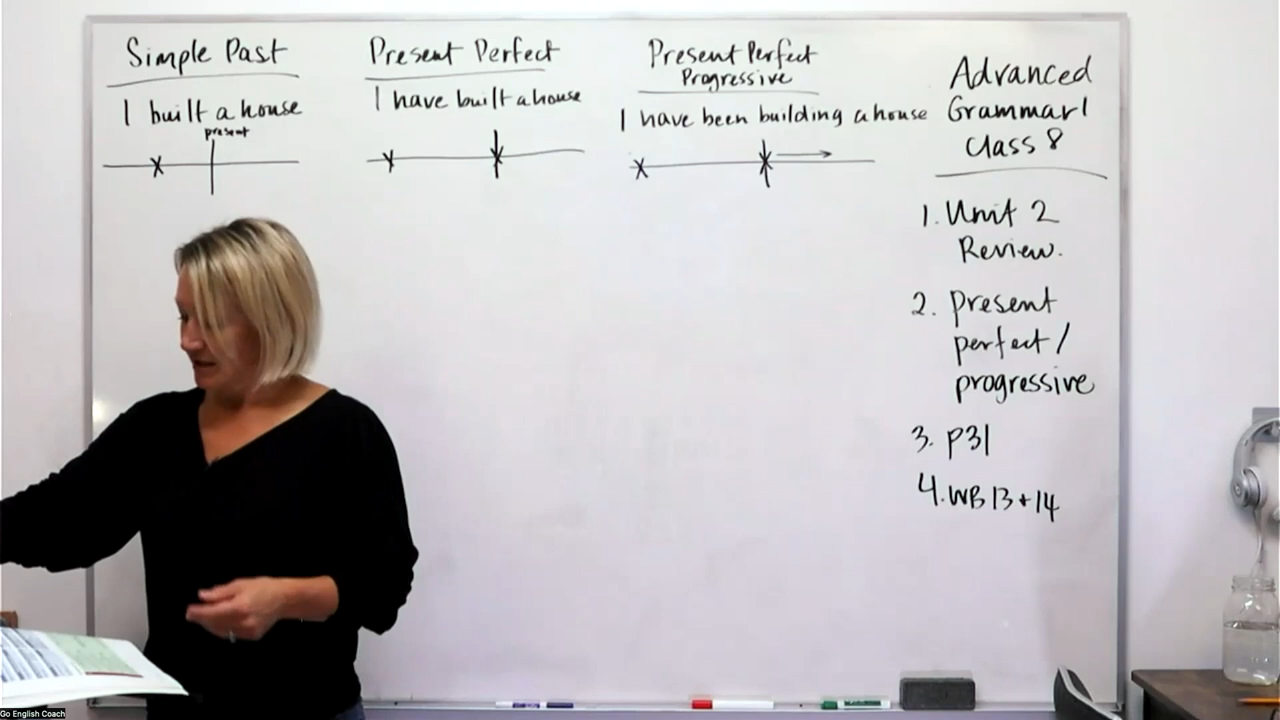 Simple Past
I built a house
present
Present Perfect
I have built a house
Present Perfect
Progressive
I have been building a house
Advanced
Grammar 1
Class 8
1. Unit 2
Review.
2. Present
perfect/
progressive
3. P31
4. WB 13 + 14
Go English Coach